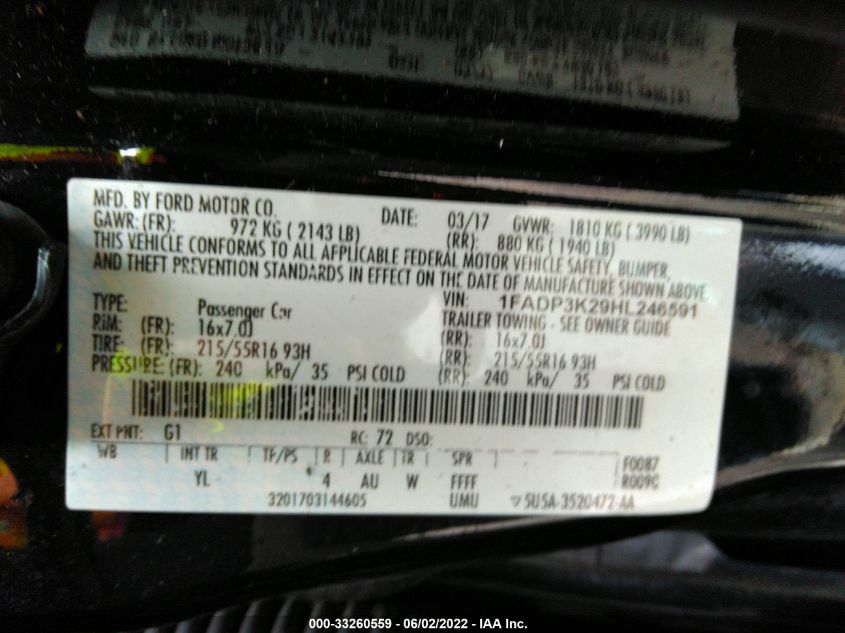 MFD. BY FORD MOTOR CO. DATE: 03/17 GVWR: 1810 KG ( 3990 LB)
GAWR: (FR): 972 KG ( 2143 LB) (RR): 880 KG ( 1940 LB)
THIS VEHICLE CONFORMS TO ALL APPLICABLE FEDERAL MOTOR VEHICLE SAFETY, BUMPER,
AND THEFT PREVENTION STANDARDS IN EFFECT ON THE DATE OF MANUFACTURE SHOWN ABOVE.
VIN: 1FADP3K29HL246591
TYPE: Passenger Car TRAILER TOWING - SEE OWNER GUIDE
RIM: (FR): 16x7.0J (RR): 16x7.0J
TIRE: (FR): 215/55R16 93H (RR): 215/55R16 93H
PRESSURE: (FR): 240 kPa/ 35 PSI COLD (RR): 240 kPa/ 35 PSI COLD
EXT PNT: G1 RC: 72 DSO:
WB INT TR TP/PS R AXLE TR SPR F0087
YL 4 AU W FFFF R009C
3201703144605 UMU 5U5A-3520472-AA
000-33260559 - 06/02/2022 - IAA Inc.